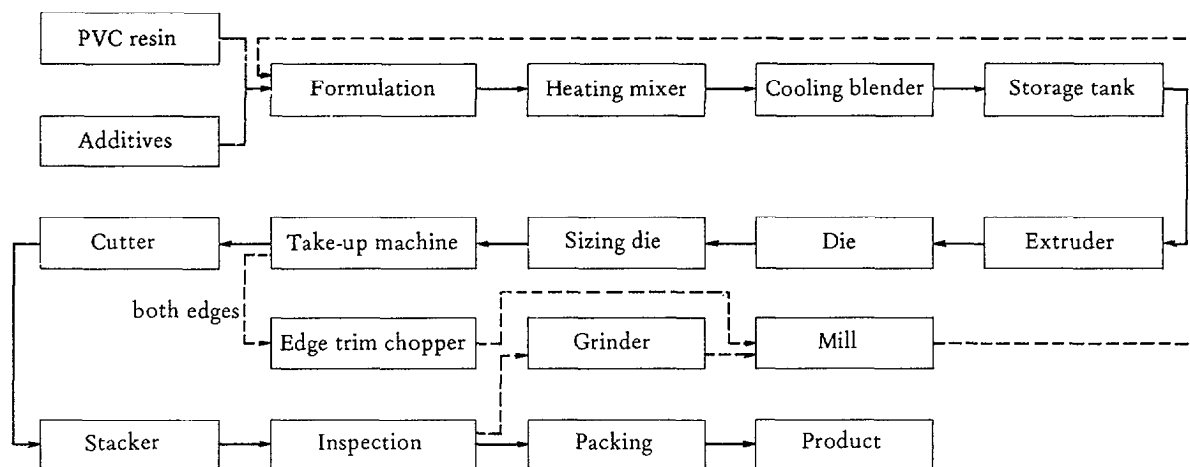 PVC resin
Formulation
Heating mixer
Cooling blender
Storage tank
Additives
Cutter
Take-up machine
Sizing die
Die
Extruder
both edges
Edge trim chopper
Grinder
Mill
Stacker
Inspection
Packing
Product